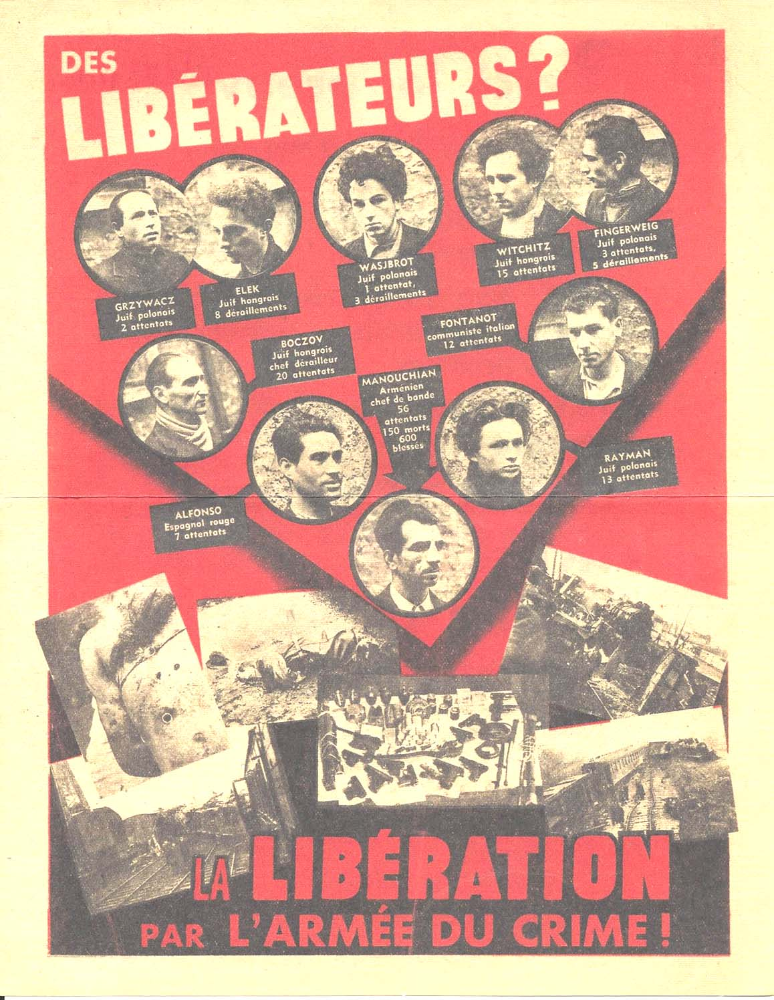 DES
LIBÉRATEURS?
GRZYWACZ
Juif polonais
2 attentats
ELEK
Juif hongrois
8 déraillements
WASJBROT
Juif polonais
1 attentat,
3 déraillements
WITCHITZ
Juif hongrois
15 attentats
FINGERWEIG
Juif polonais
3 attentats,
5 déraillements
BOCZOV
Juif hongrois
chef dérailleur
20 attentats
FONTANOT
communiste italien
12 attentats
MANOUCHIAN
Arménien
chef de bande
56
attentats
150 morts
600
blessés
RAYMAN
Juif polonais
13 attentats
ALFONSO
Espagnol rouge
7 attentats
LA LIBÉRATION
PAR L'ARMÉE DU CRIME!